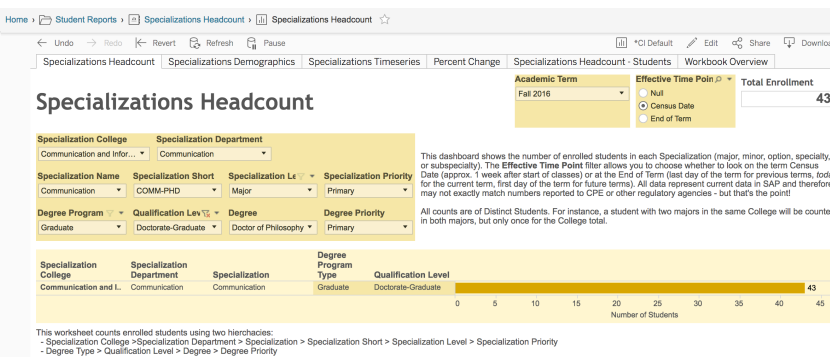 Home › Student Reports › Specializations Headcount › Specializations Headcount
Undo Redo Revert Refresh Pause *CI Default Edit Share Downloa
Specializations Headcount Specializations Demographics Specializations Timeseries Percent Change Specializations Headcount - Students Workbook Overview
Specializations Headcount
Academic Term
Fall 2016
Effective Time Poin
Null
Census Date
End of Term
Total Enrollment
43
Specialization College Specialization Department
Communication and Infor... Communication
Specialization Name Specialization Short Specialization Le Specialization Priority
Communication COMM-PHD Major Primary
Degree Program Qualification Lev Degree Degree Priority
Graduate Doctorate-Graduate Doctor of Philosophy Primary
This dashboard shows the number of enrolled students in each Specialization (major, minor, option, specialty,
or subspecialty). The Effective Time Point filter allows you to choose whether to look on the term Census
Date (approx. 1 week after start of classes) or at the End of Term (last day of the term for previous terms, toda
for the current term, first day of the term for future terms). All data represent current data in SAP and therefore
may not exactly match numbers reported to CPE or other regulatory agencies - but that's the point!
All counts are of Distinct Students. For instance, a student with two majors in the same College will be counte
in both majors, but only once for the College total.
Specialization College Specialization Department Specialization Degree Program Type Qualification Level
Communication and I.. Communication Communication Graduate Doctorate-Graduate 43
0 5 10 15 20 25 30 35 40 45
Number of Students
This worksheet counts enrolled students using two hierchacies:
- Specialization College >Specialization Department > Specialization > Specialization Short > Specialization Level > Specialization Priority
- Degree Type > Qualification Level > Degree > Degree Priority